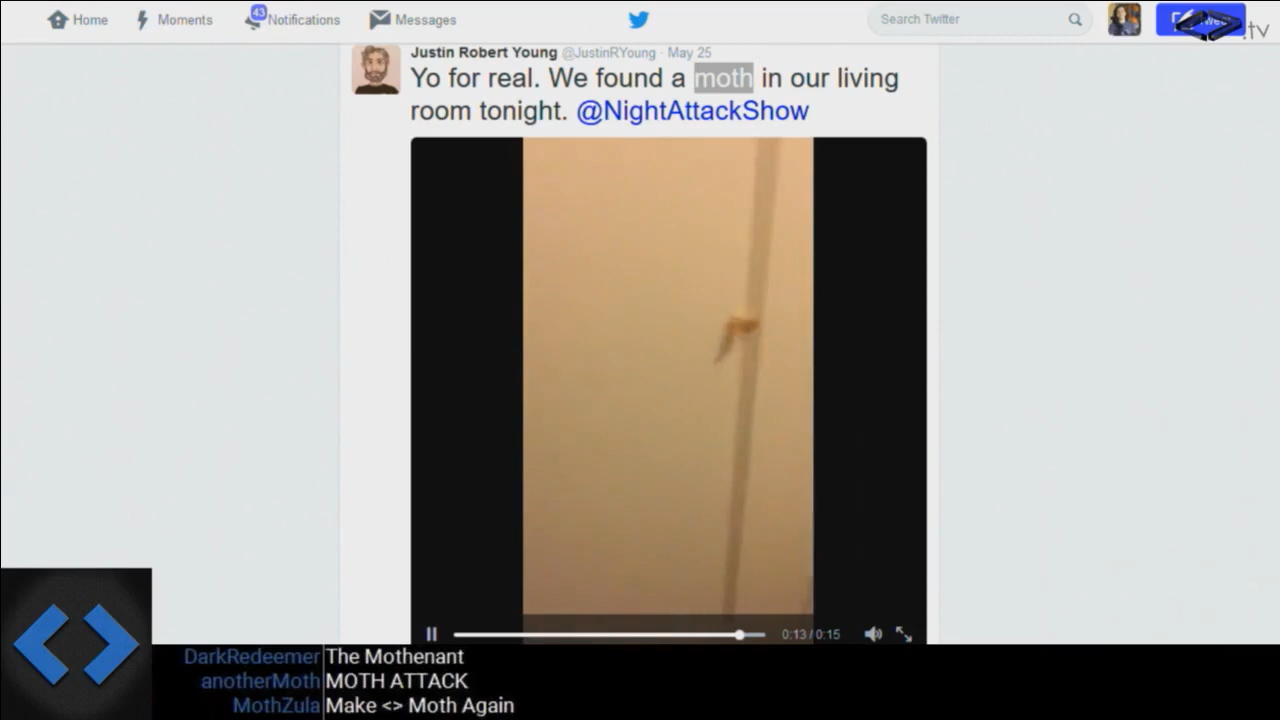 Home Moments 43 Notifications Messages Search Twitter Tweet .tv
Justin Robert Young @JustinRYoung · May 25
Yo for real. We found a moth in our living
room tonight. @NightAttackShow
0:13 / 0:15
DarkRedeemer The Mothenant
anotherMoth MOTH ATTACK
MothZula Make <> Moth Again